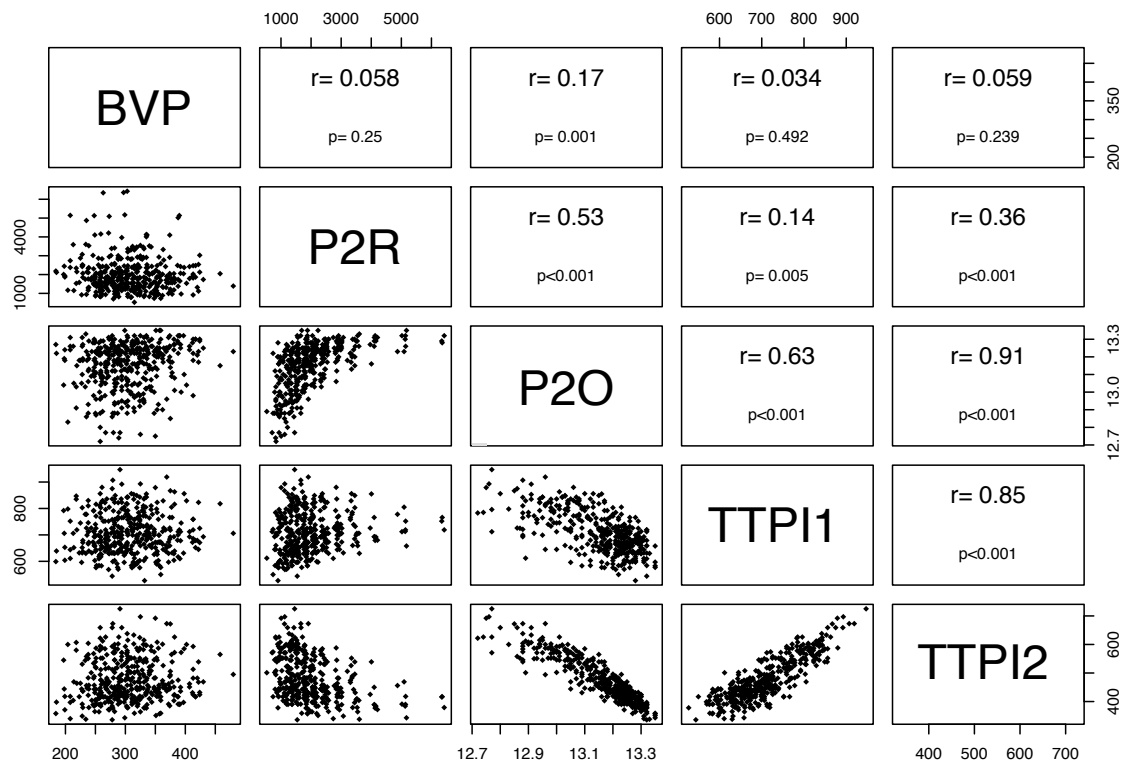 1000 3000 5000 600 700 800 900
BVP r= 0.058 r= 0.17 r= 0.034 r= 0.059
p= 0.25 p= 0.001 p= 0.492 p= 0.239
200 350
P2R r= 0.53 r= 0.14 r= 0.36
p<0.001 p= 0.005 p<0.001
1000 4000
P2O r= 0.63 r= 0.91
p<0.001 p<0.001
12.7 13.0 13.3
TTPI1 r= 0.85
p<0.001
600 800
TTPI2
400 600
200 300 400 12.7 12.9 13.1 13.3 400 500 600 700